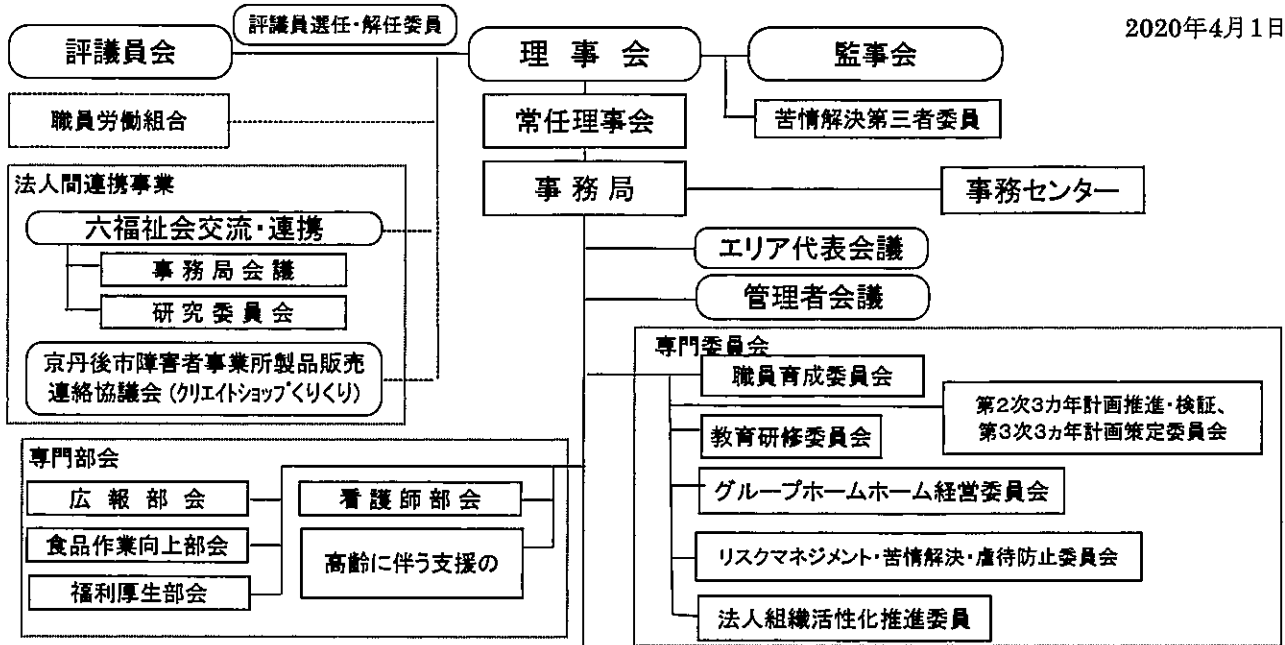 2020年4月1日
評議員会
評議員選任・解任委員
理事会
監事会
職員労働組合
常任理事会
苦情解決第三者委員
法人間連携事業
事務局
事務センター
六福祉会交流・連携
事務局会議
研究委員会
エリア代表会議
管理者会議
京丹後市障害者事業所製品販売
連絡協議会(クリエイトショップくりくり)
専門委員会
職員育成委員会
第2次3カ年計画推進・検証、
第3次3ヵ年計画策定委員会
教育研修委員会
グループホームホーム経営委員会
リスクマネジメント・苦情解決・虐待防止委員会
法人組織活性化推進委員
専門部会
広報部会
看護師部会
食品作業向上部会
高齢に伴う支援の
福利厚生部会